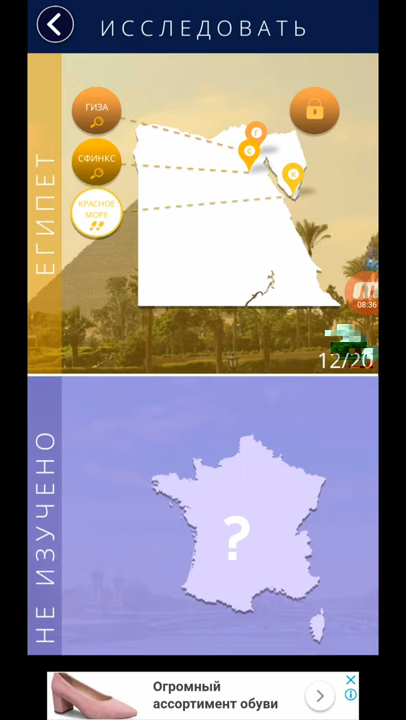 ИССЛЕДОВАТЬ
ЕГИПЕТ
ГИЗА
Г
СФИНКС
С
КРАСНОЕ
МОРЕ
К
08:36
12/20
НЕ ИЗУЧЕНО
?
Огромный
ассортимент обуви